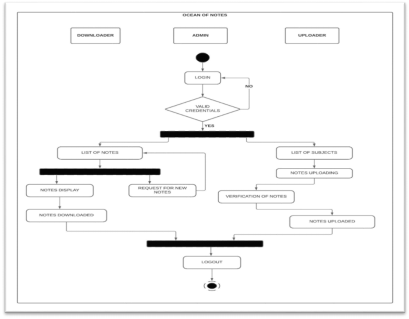 OCEAN OF NOTES
DOWNLOADER
ADMIN
UPLOADER
LOGIN
NO
VALID
CREDENTIALS
YES
LIST OF NOTES
LIST OF SUBJECTS
NOTES UPLOADING
NOTES DISPLAY
REQUEST FOR NEW
NOTES
VERIFICATION OF NOTES
NOTES DOWNLOADED
NOTES UPLOADED
LOGOUT